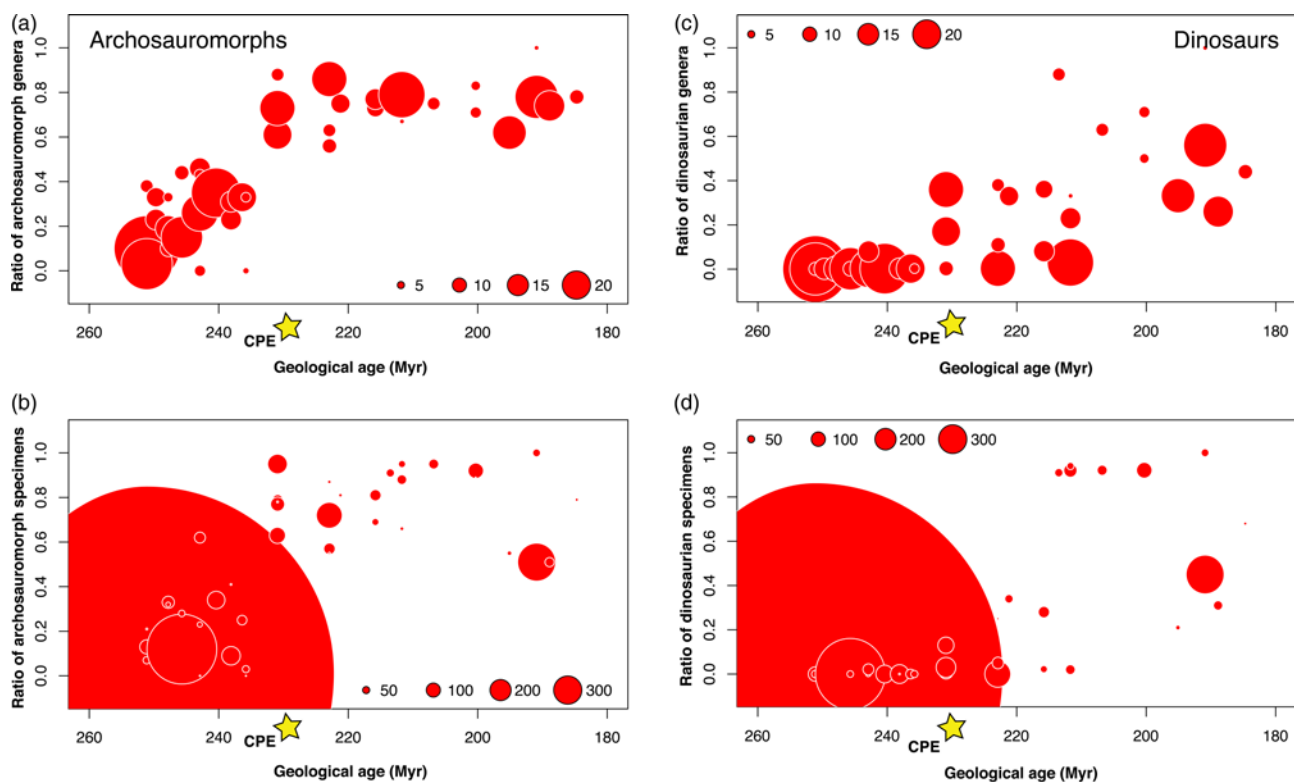 (a)
Archosauromorphs
Ratio of archosauromorph genera
1.0
0.8
0.6
0.4
0.2
0.0
5 10 15 20
260 240 220 200 180
CPE
Geological age (Myr)
(c)
5 10 15 20
Dinosaurs
Ratio of dinosaurian genera
1.0
0.8
0.6
0.4
0.2
0.0
260 240 220 200 180
CPE
Geological age (Myr)
(b)
Ratio of archosauromorph specimens
1.0
0.8
0.6
0.4
0.2
0.0
50 100 200 300
260 240 220 200 180
CPE
Geological age (Myr)
(d)
50 100 200 300
Ratio of dinosaurian specimens
1.0
0.8
0.6
0.4
0.2
0.0
260 240 220 200 180
CPE
Geological age (Myr)